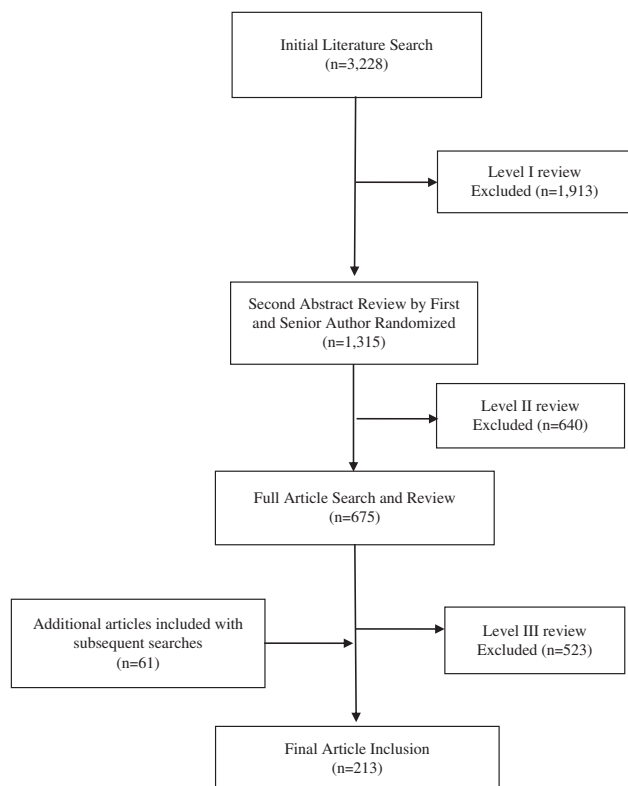 Initial Literature Search
(n=3,228)
Level I review
Excluded (n=1,913)
Second Abstract Review by First
and Senior Author Randomized
(n=1,315)
Level II review
Excluded (n=640)
Full Article Search and Review
(n=675)
Additional articles included with
subsequent searches
(n=61)
Level III review
Excluded (n=523)
Final Article Inclusion
(n=213)